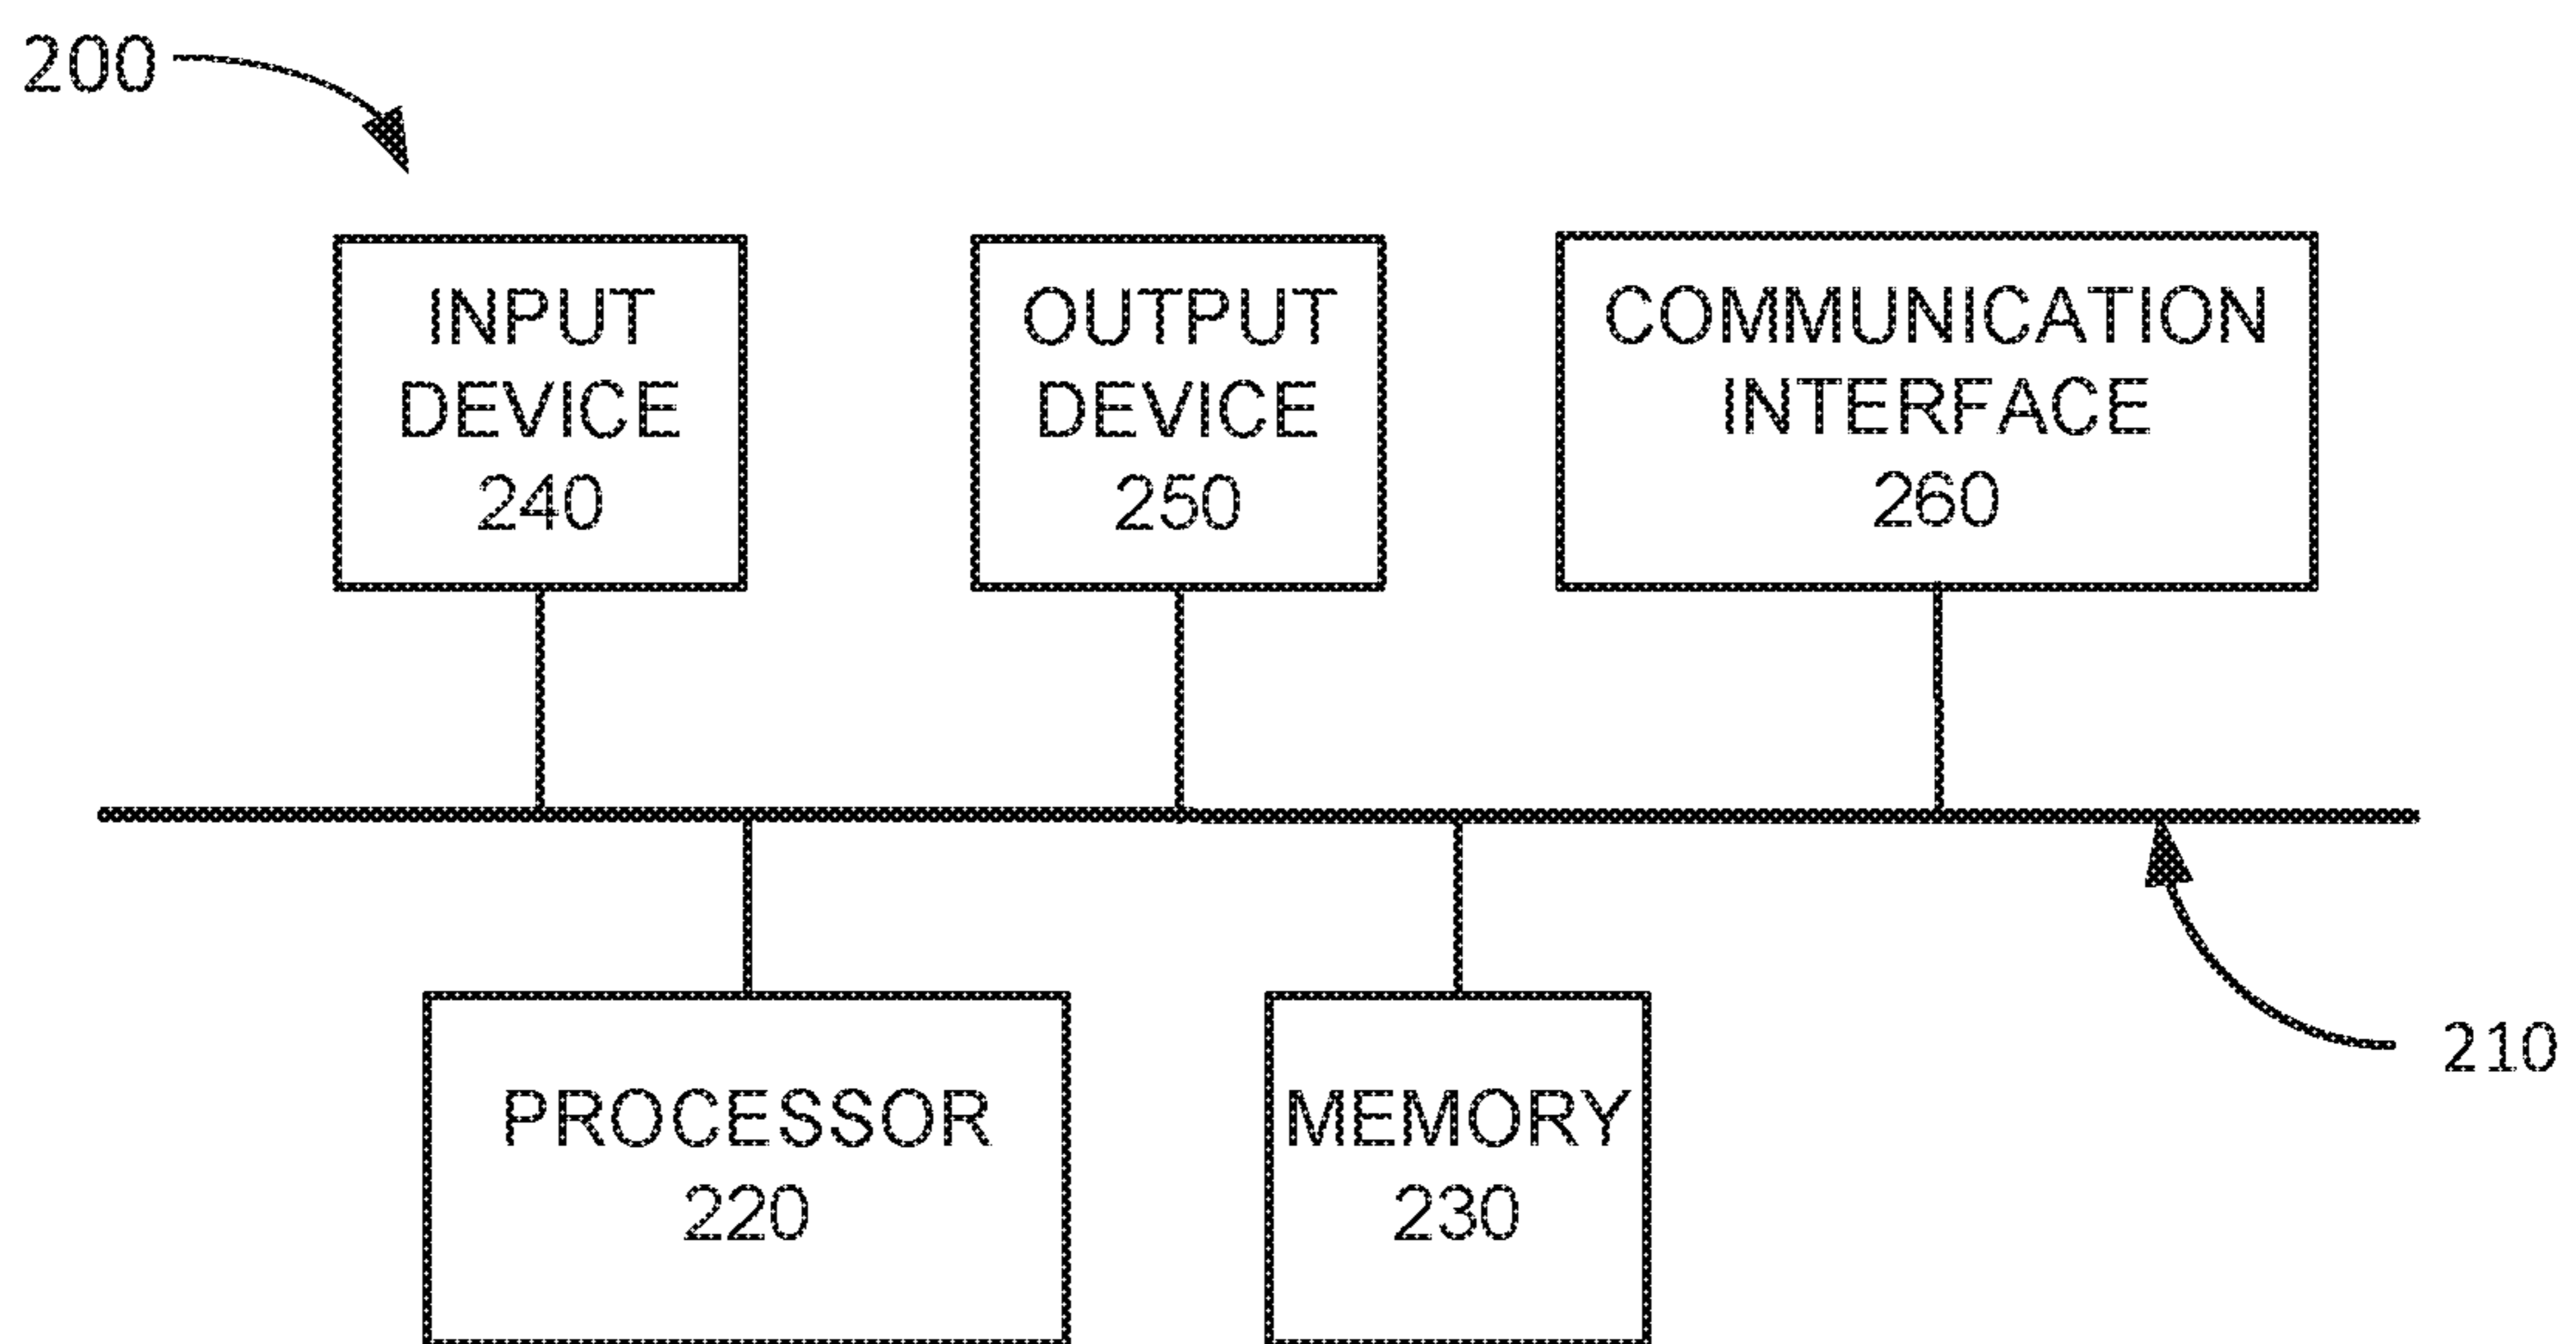 200
INPUT
DEVICE
240
OUTPUT
DEVICE
250
COMMUNICATION
INTERFACE
260
PROCESSOR
220
MEMORY
230
210